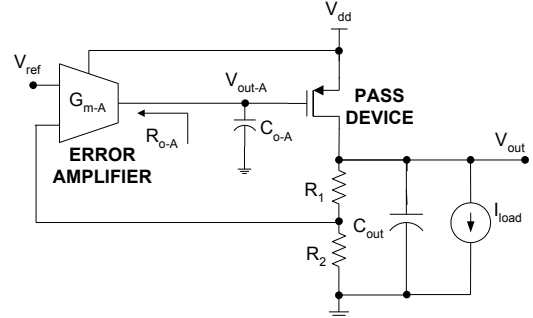 V_dd
V_ref
G_m-A
V_out-A
PASS
DEVICE
R_o-A
C_o-A
ERROR
AMPLIFIER
V_out
R_1
C_out
I_load
R_2